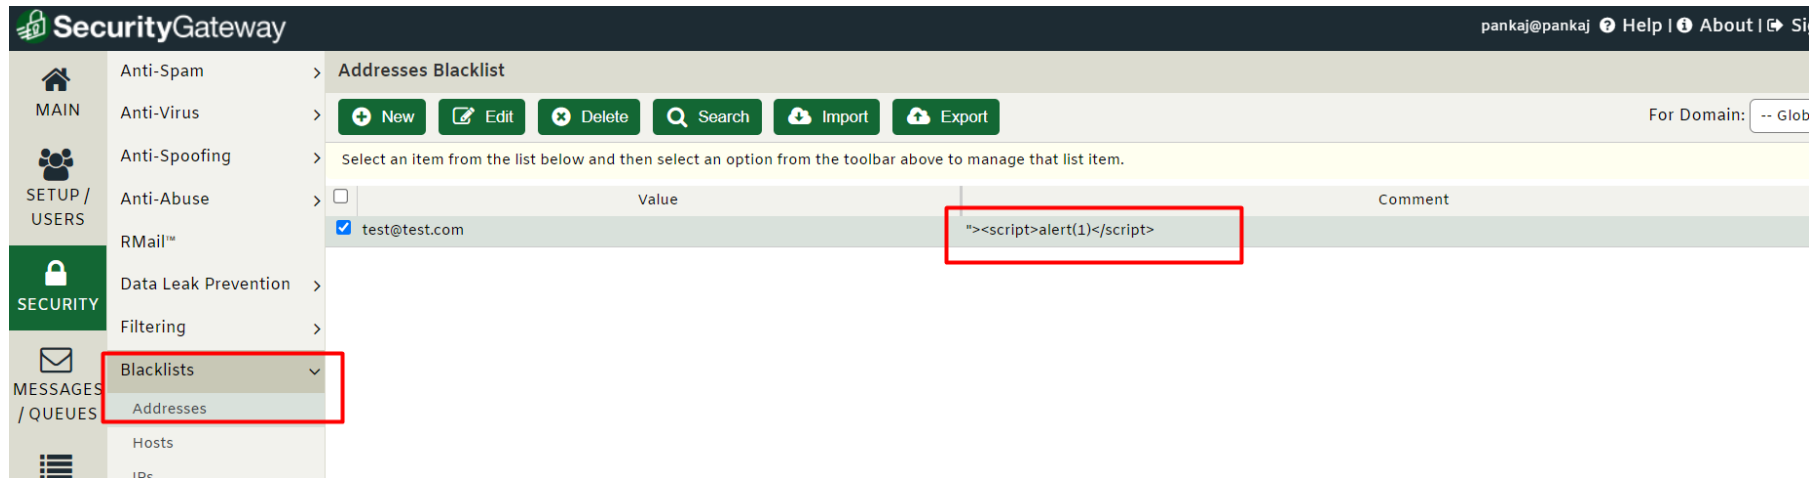 SecurityGateway
pankaj@pankaj Help | About |
MAIN
SETUP /
USERS
SECURITY
MESSAGES
/ QUEUES
Anti-Spam
Anti-Virus
Anti-Spoofing
Anti-Abuse
RMail™
Data Leak Prevention
Filtering
Blacklists
Addresses
Hosts
IPs
Addresses Blacklist
New Edit Delete Search Import Export
For Domain: -- Glob
Select an item from the list below and then select an option from the toolbar above to manage that list item.
Value Comment
test@test.com "><script>alert(1)</script>